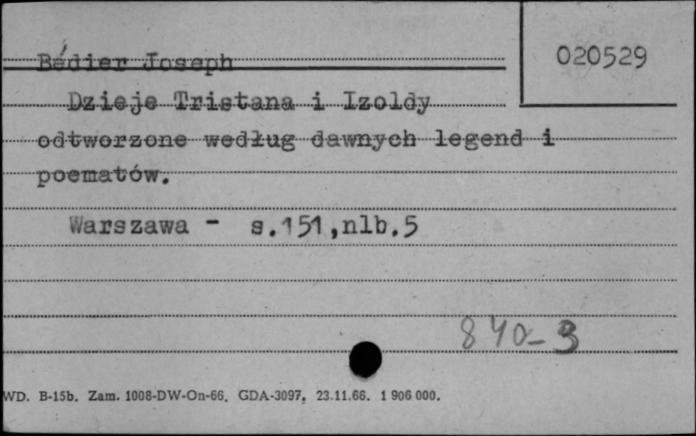 Bédier Joseph
020529
Dzieje Tristana i Izoldy
odtworzone według dawnych legend i
poematów.
Warszawa - s.151,nlb.5
840-3
WD. B-15b. Zam. 1008-DW-On-66. GDA-3097. 23.11.66. 1 906 000.